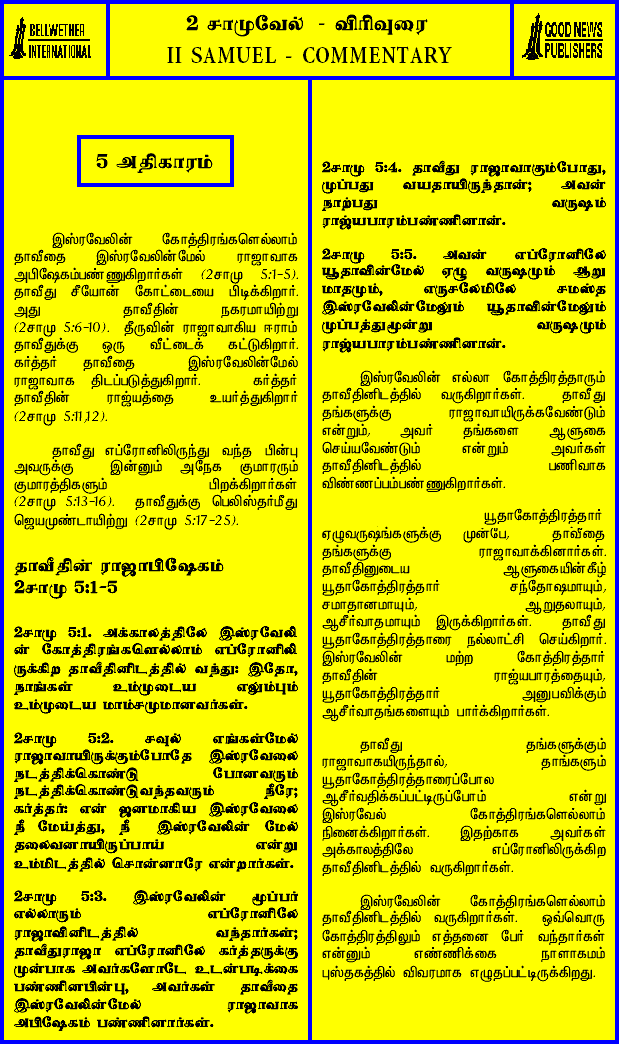 BELLWETHER
INTERNATIONAL
2 சாமுவேல் - விரிவுரை
II SAMUEL - COMMENTARY
GOOD NEWS
PUBLISHERS
5 அதிகாரம்
இஸ்ரவேலின் கோத்திரங்களெல்லாம்
தாவீதை இஸ்ரவேலின்மேல் ராஜாவாக
அபிஷேகம்பண்ணுகிறார்கள் (2சாமு 5:1-5).
தாவீது சீயோன் கோட்டையை பிடிக்கிறார்.
அது தாவீதின் நகரமாயிற்று
(2சாமு 5:6-10). தீருவின் ராஜாவாகிய ஈராம்
தாவீதுக்கு ஒரு வீட்டைக் கட்டுகிறார்.
கர்த்தர் தாவீதை இஸ்ரவேலின்மேல்
ராஜாவாக திடப்படுத்துகிறார். கர்த்தர்
தாவீதின் ராஜ்யத்தை உயர்த்துகிறார்
(2சாமு 5:11,12).
தாவீது எப்ரோனிலிருந்து வந்த பின்பு
அவருக்கு இன்னும் அநேக குமாரரும்
குமாரத்திகளும் பிறக்கிறார்கள்
(2சாமு 5:13-16). தாவீதுக்கு பெலிஸ்தர்மீது
ஜெயமுண்டாயிற்று (2சாமு 5:17-25).
தாவீதின் ராஜாபிஷேகம்
2சாமு 5:1-5
2சாமு 5:1. அக்காலத்திலே இஸ்ரவேலி
ன் கோத்திரங்களெல்லாம் எப்ரோனிலி
ருக்கிற தாவீதினிடத்தில் வந்து: இதோ,
நாங்கள் உம்முடைய எலும்பும்
உம்முடைய மாம்சமுமானவர்கள்.
2சாமு 5:2. சவுல் எங்கள்மேல்
ராஜாவாயிருக்கும்போதே இஸ்ரவேலை
நடத்திக்கொண்டு போனவரும்
நடத்திக்கொண்டுவந்தவரும் நீரே;
கர்த்தர்: என் ஜனமாகிய இஸ்ரவேலை
நீ மேய்த்து, நீ இஸ்ரவேலின் மேல்
தலைவனாயிருப்பாய் என்று
உம்மிடத்தில் சொன்னாரே என்றார்கள்.
2சாமு 5:3. இஸ்ரவேலின் மூப்பர்
எல்லாரும் எப்ரோனிலே
ராஜாவினிடத்தில் வந்தார்கள்;
தாவீதுராஜா எப்ரோனிலே கர்த்தருக்கு
முன்பாக அவர்களோடே உடன்படிக்கை
பண்ணினபின்பு, அவர்கள் தாவீதை
இஸ்ரவேலின்மேல் ராஜாவாக
அபிஷேகம் பண்ணினார்கள்.
2சாமு 5:4. தாவீது ராஜாவாகும்போது,
முப்பது வயதாயிருந்தான்; அவன்
நாற்பது வருஷம்
ராஜ்யபாரம்பண்ணினான்.
2சாமு 5:5. அவன் எப்ரோனிலே
யூதாவின்மேல் ஏழு வருஷமும் ஆறு
மாதமும், எருசலேமிலே சமஸ்த
இஸ்ரவேலின்மேலும் யூதாவின்மேலும்
முப்பத்துமூன்று வருஷமும்
ராஜ்யபாரம்பண்ணினான்.
இஸ்ரவேலின் எல்லா கோத்திரத்தாரும்
தாவீதினிடத்தில் வருகிறார்கள். தாவீது
தங்களுக்கு ராஜாவாயிருக்கவேண்டும்
என்றும், அவர் தங்களை ஆளுகை
செய்யவேண்டும் என்றும் அவர்கள்
தாவீதினிடத்தில் பணிவாக
விண்ணப்பம்பண்ணுகிறார்கள்.
யூதாகோத்திரத்தார்
ஏழுவருஷங்களுக்கு முன்பே, தாவீதை
தங்களுக்கு ராஜாவாக்கினார்கள்.
தாவீதினுடைய ஆளுகையின்கீழ்
யூதாகோத்திரத்தார் சந்தோஷமாயும்,
சமாதானமாயும், ஆறுதலாயும்,
ஆசீர்வாதமாயும் இருக்கிறார்கள். தாவீது
யூதாகோத்திரத்தாரை நல்லாட்சி செய்கிறார்.
இஸ்ரவேலின் மற்ற கோத்திரத்தார்
தாவீதின் ராஜ்யபாரத்தையும்,
யூதாகோத்திரத்தார் அனுபவிக்கும்
ஆசீர்வாதங்களையும் பார்க்கிறார்கள்.
தாவீது தங்களுக்கும்
ராஜாவாகயிருந்தால், தாங்களும்
யூதாகோத்திரத்தாரைப்போல
ஆசீர்வதிக்கப்பட்டிருப்போம் என்று
இஸ்ரவேல் கோத்திரங்களெல்லாம்
நினைக்கிறார்கள். இதற்காக அவர்கள்
அக்காலத்திலே எப்ரோனிலிருக்கிற
தாவீதினிடத்தில் வருகிறார்கள்.
இஸ்ரவேலின் கோத்திரங்களெல்லாம்
தாவீதினிடத்தில் வருகிறார்கள். ஒவ்வொரு
கோத்திரத்திலும் எத்தனை பேர் வந்தார்கள்
என்னும் எண்ணிக்கை நாளாகமம்
புஸ்தகத்தில் விவரமாக எழுதப்பட்டிருக்கிறது.